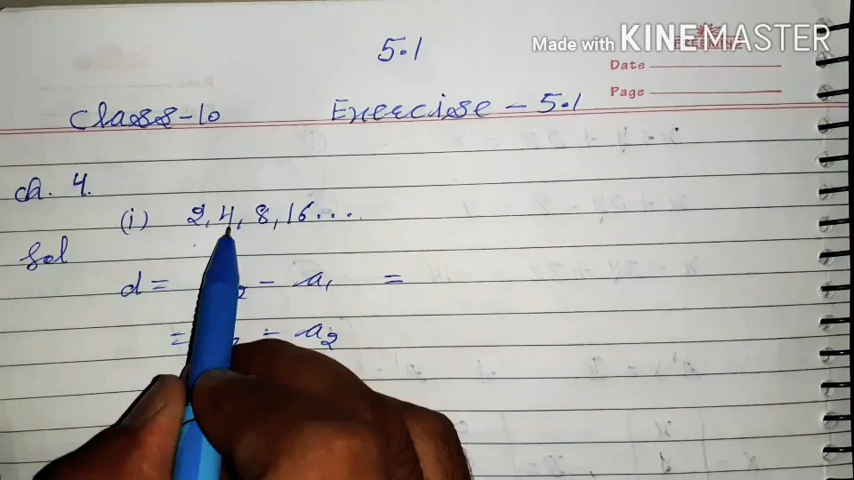 5.1
Made with KINEMASTER
Date
Page
Class-10 Exercise - 5.1
Q. 4.
(i) 2, 4, 8, 16...
Sol
d = - a₁ =
= - a₂